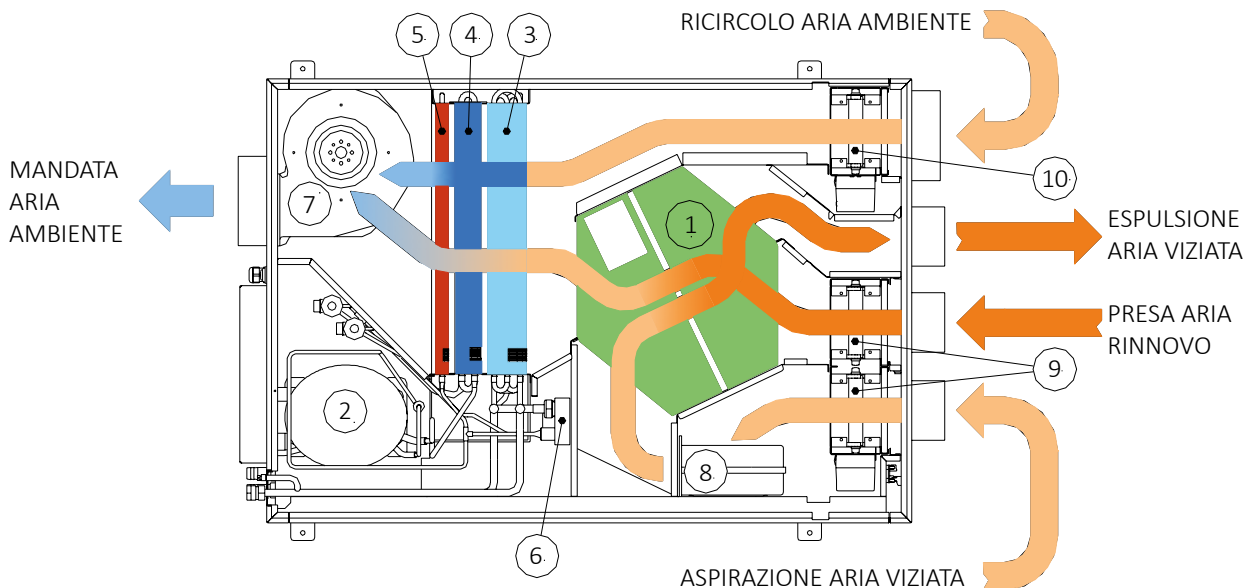 RICIRCOLO ARIA AMBIENTE
5.
4.
3.
MANDATA
ARIA
AMBIENTE
7
10.
1
ESPULSIONE
ARIA VIZIATA
PRESA ARIA
RINNOVO
9.
2.
8.
6.
ASPIRAZIONE ARIA VIZIATA